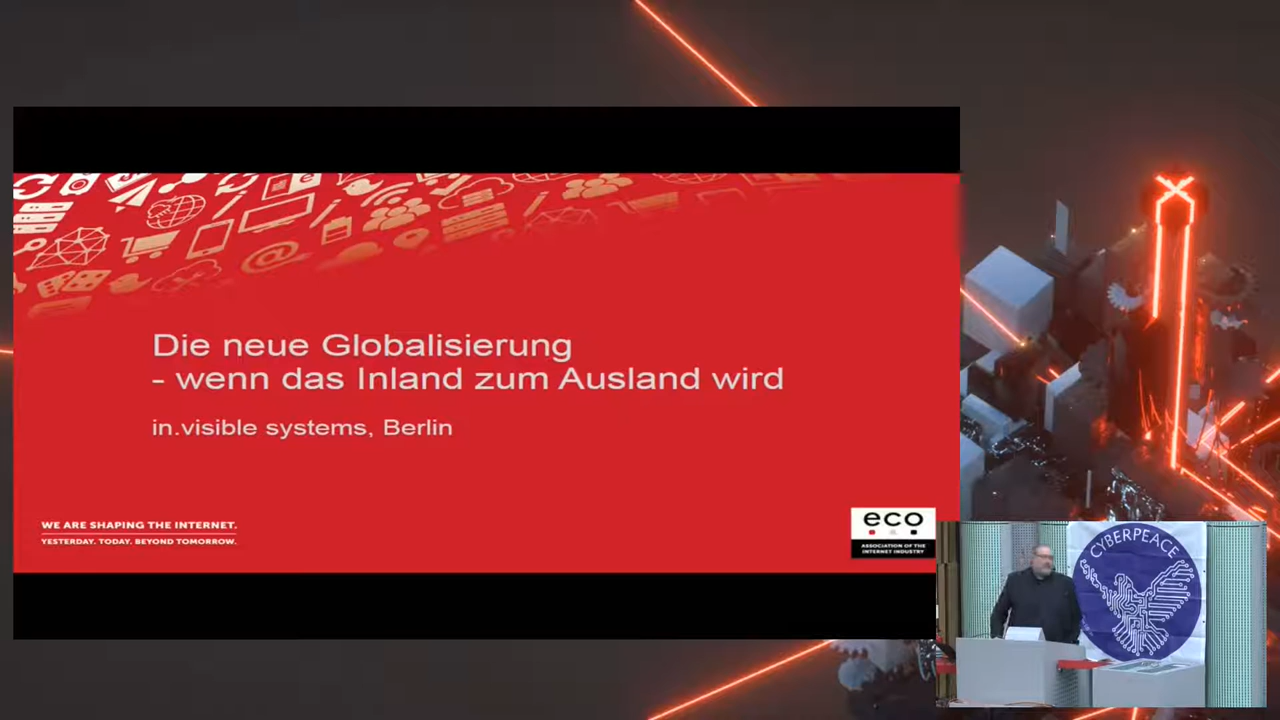 Die neue Globalisierung
- wenn das Inland zum Ausland wird
in.visible systems, Berlin
WE ARE SHAPING THE INTERNET.
YESTERDAY. TODAY. BEYOND TOMORROW.
eco
ASSOCIATION OF THE
INTERNET INDUSTRY
CYBERPEACE